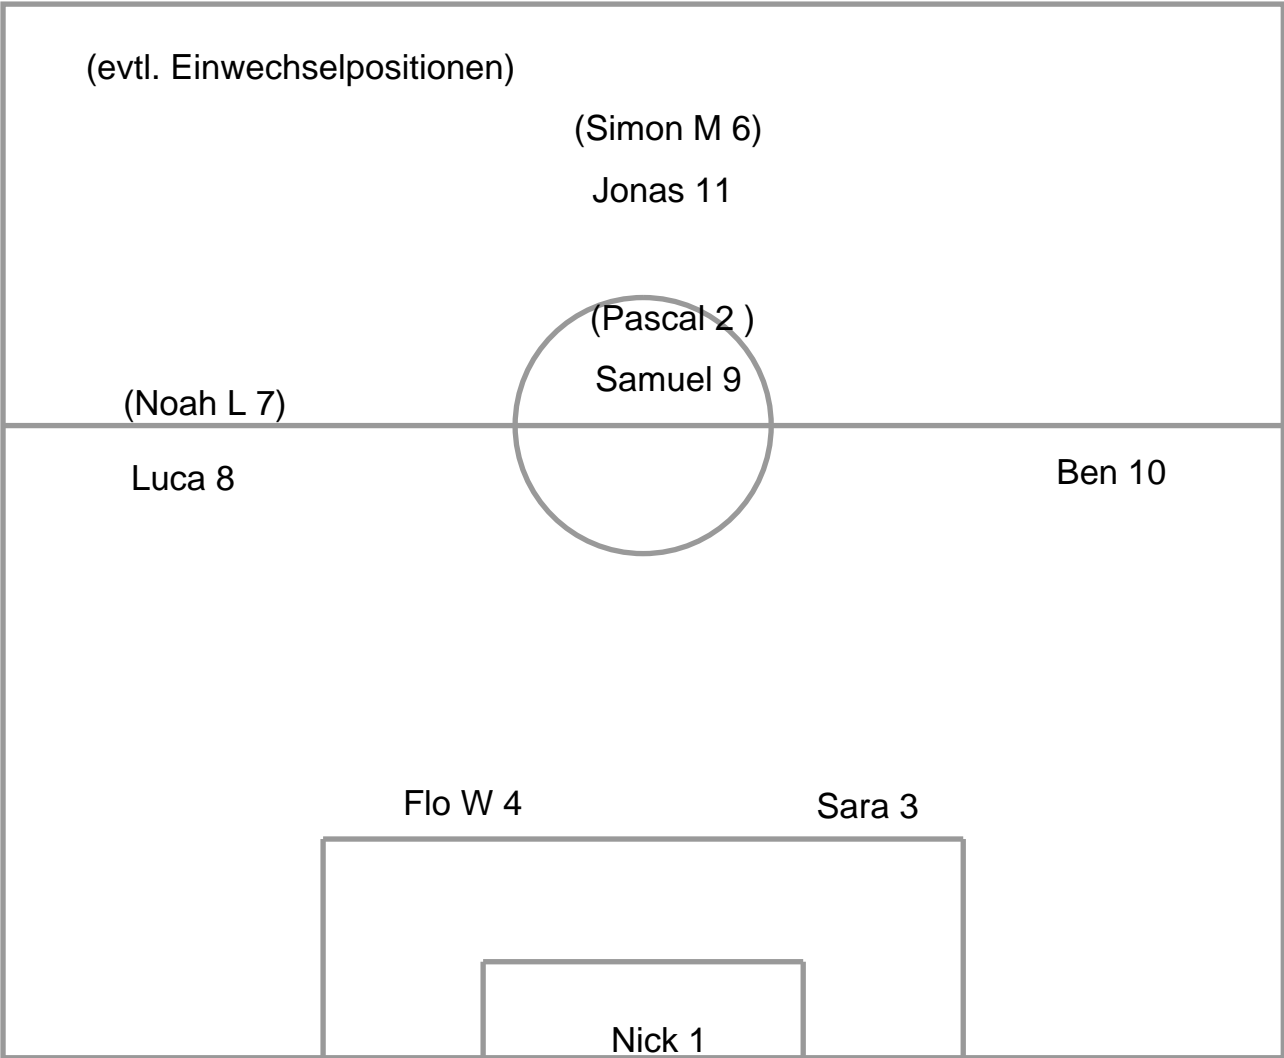 (evtl. Einwechselpositionen)
(Simon M 6)
Jonas 11
(Pascal 2 )
Samuel 9
(Noah L 7)
Luca 8
Ben 10
Flo W 4
Sara 3
Nick 1